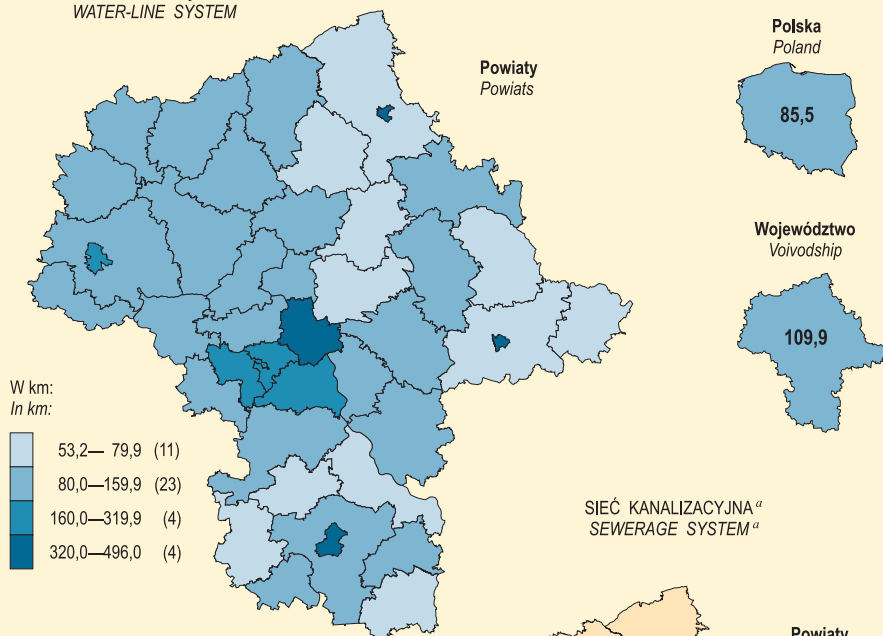 WATER-LINE SYSTEM
Powiaty
Powiats
Polska
Poland
85,5
Województwo
Voivodship
109,9
W km:
In km:
53,2— 79,9 (11)
80,0—159,9 (23)
160,0—319,9 (4)
320,0—496,0 (4)
SIEĆ KANALIZACYJNA a
SEWERAGE SYSTEM a
Powiaty